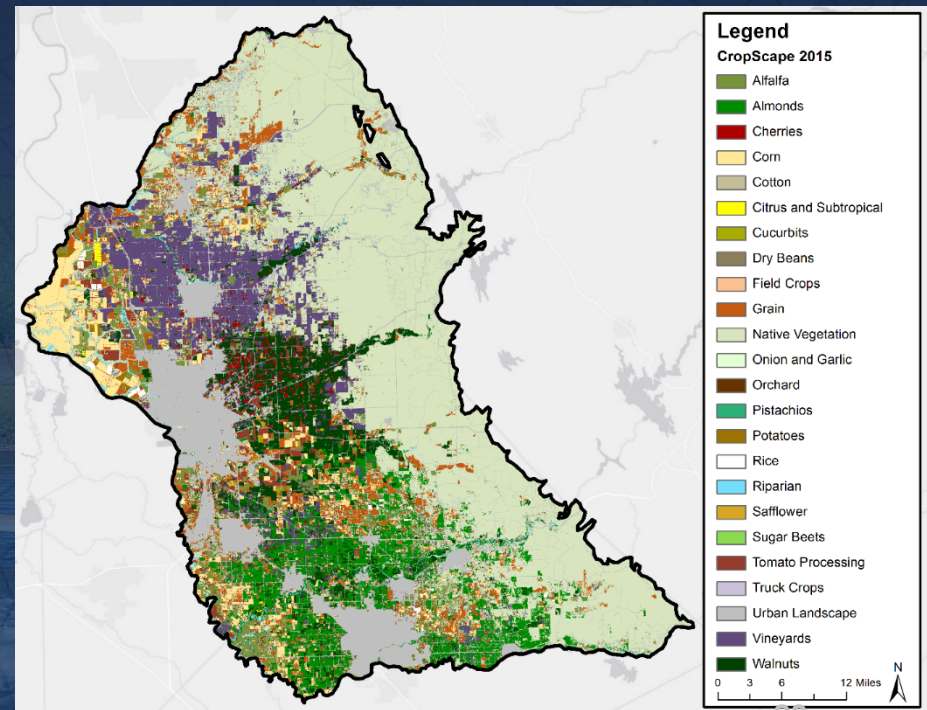 Legend
CropScape 2015
Alfalfa
Almonds
Cherries
Corn
Cotton
Citrus and Subtropical
Cucurbits
Dry Beans
Field Crops
Grain
Native Vegetation
Onion and Garlic
Orchard
Pistachios
Potatoes
Rice
Riparian
Safflower
Sugar Beets
Tomato Processing
Truck Crops
Urban Landscape
Vineyards
Walnuts
N
0 3 6 12 Miles